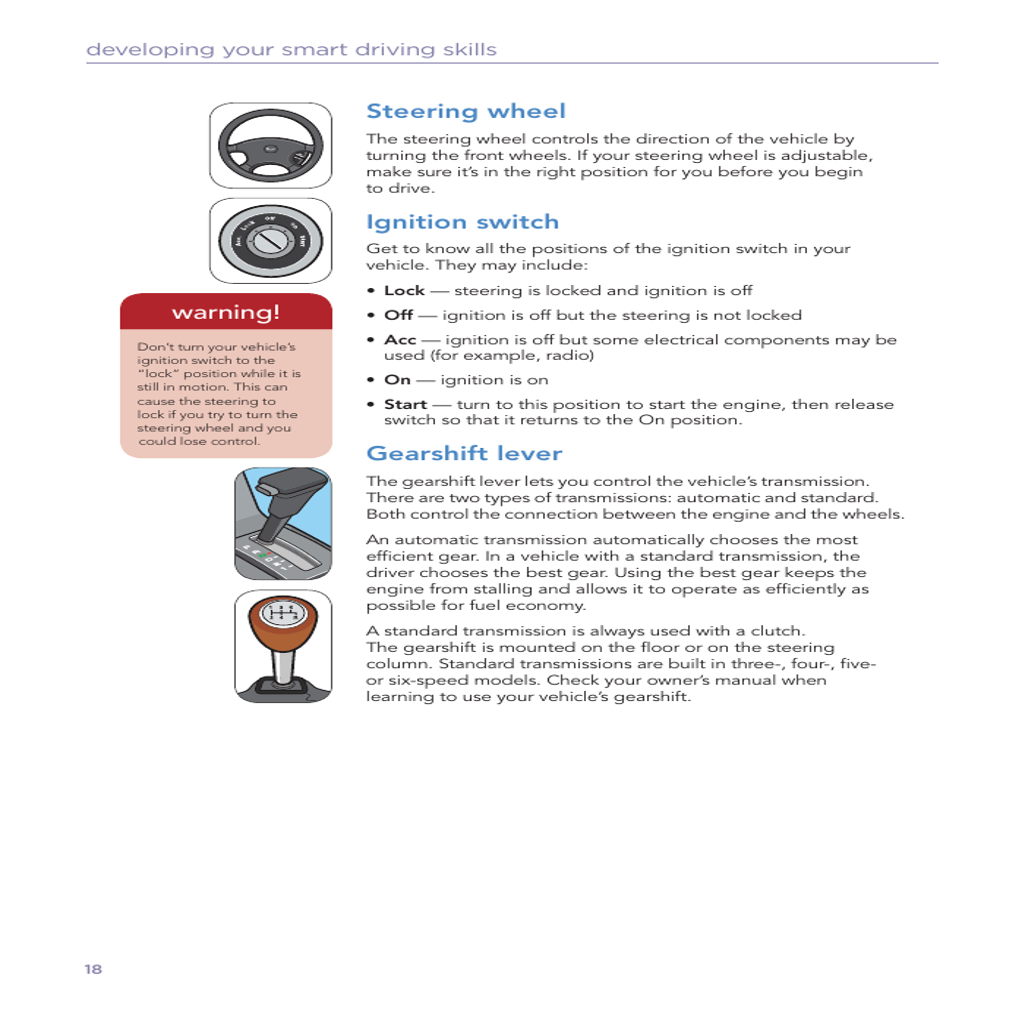 developing your smart driving skills
Steering wheel
The steering wheel controls the direction of the vehicle by
turning the front wheels. If your steering wheel is adjustable,
make sure it's in the right position for you before you begin
to drive.
Ignition switch
Get to know all the positions of the ignition switch in your
vehicle. They may include:
• Lock — steering is locked and ignition is off
• Off — ignition is off but the steering is not locked
• Acc — ignition is off but some electrical components may be
used (for example, radio)
• On — ignition is on
• Start — turn to this position to start the engine, then release
switch so that it returns to the On position.
Acc Lock Off On START
warning!
Don't turn your vehicle's
ignition switch to the
“lock” position while it is
still in motion. This can
cause the steering to
lock if you try to turn the
steering wheel and you
could lose control.
Gearshift lever
The gearshift lever lets you control the vehicle's transmission.
There are two types of transmissions: automatic and standard.
Both control the connection between the engine and the wheels.
An automatic transmission automatically chooses the most
efficient gear. In a vehicle with a standard transmission, the
driver chooses the best gear. Using the best gear keeps the
engine from stalling and allows it to operate as efficiently as
possible for fuel economy.
A standard transmission is always used with a clutch.
The gearshift is mounted on the floor or on the steering
column. Standard transmissions are built in three-, four-, five-
or six-speed models. Check your owner's manual when
learning to use your vehicle's gearshift.
18